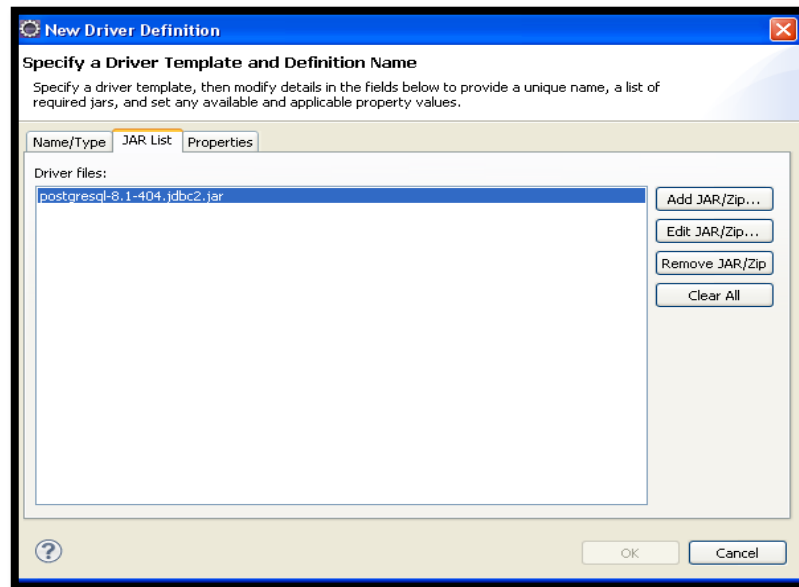 New Driver Definition
Specify a Driver Template and Definition Name
Specify a driver template, then modify details in the fields below to provide a unique name, a list of
required jars, and set any available and applicable property values.
Name/Type JAR List Properties
Driver files:
postgresql-8.1-404.jdbc2.jar
Add JAR/Zip...
Edit JAR/Zip...
Remove JAR/Zip
Clear All
?
OK Cancel